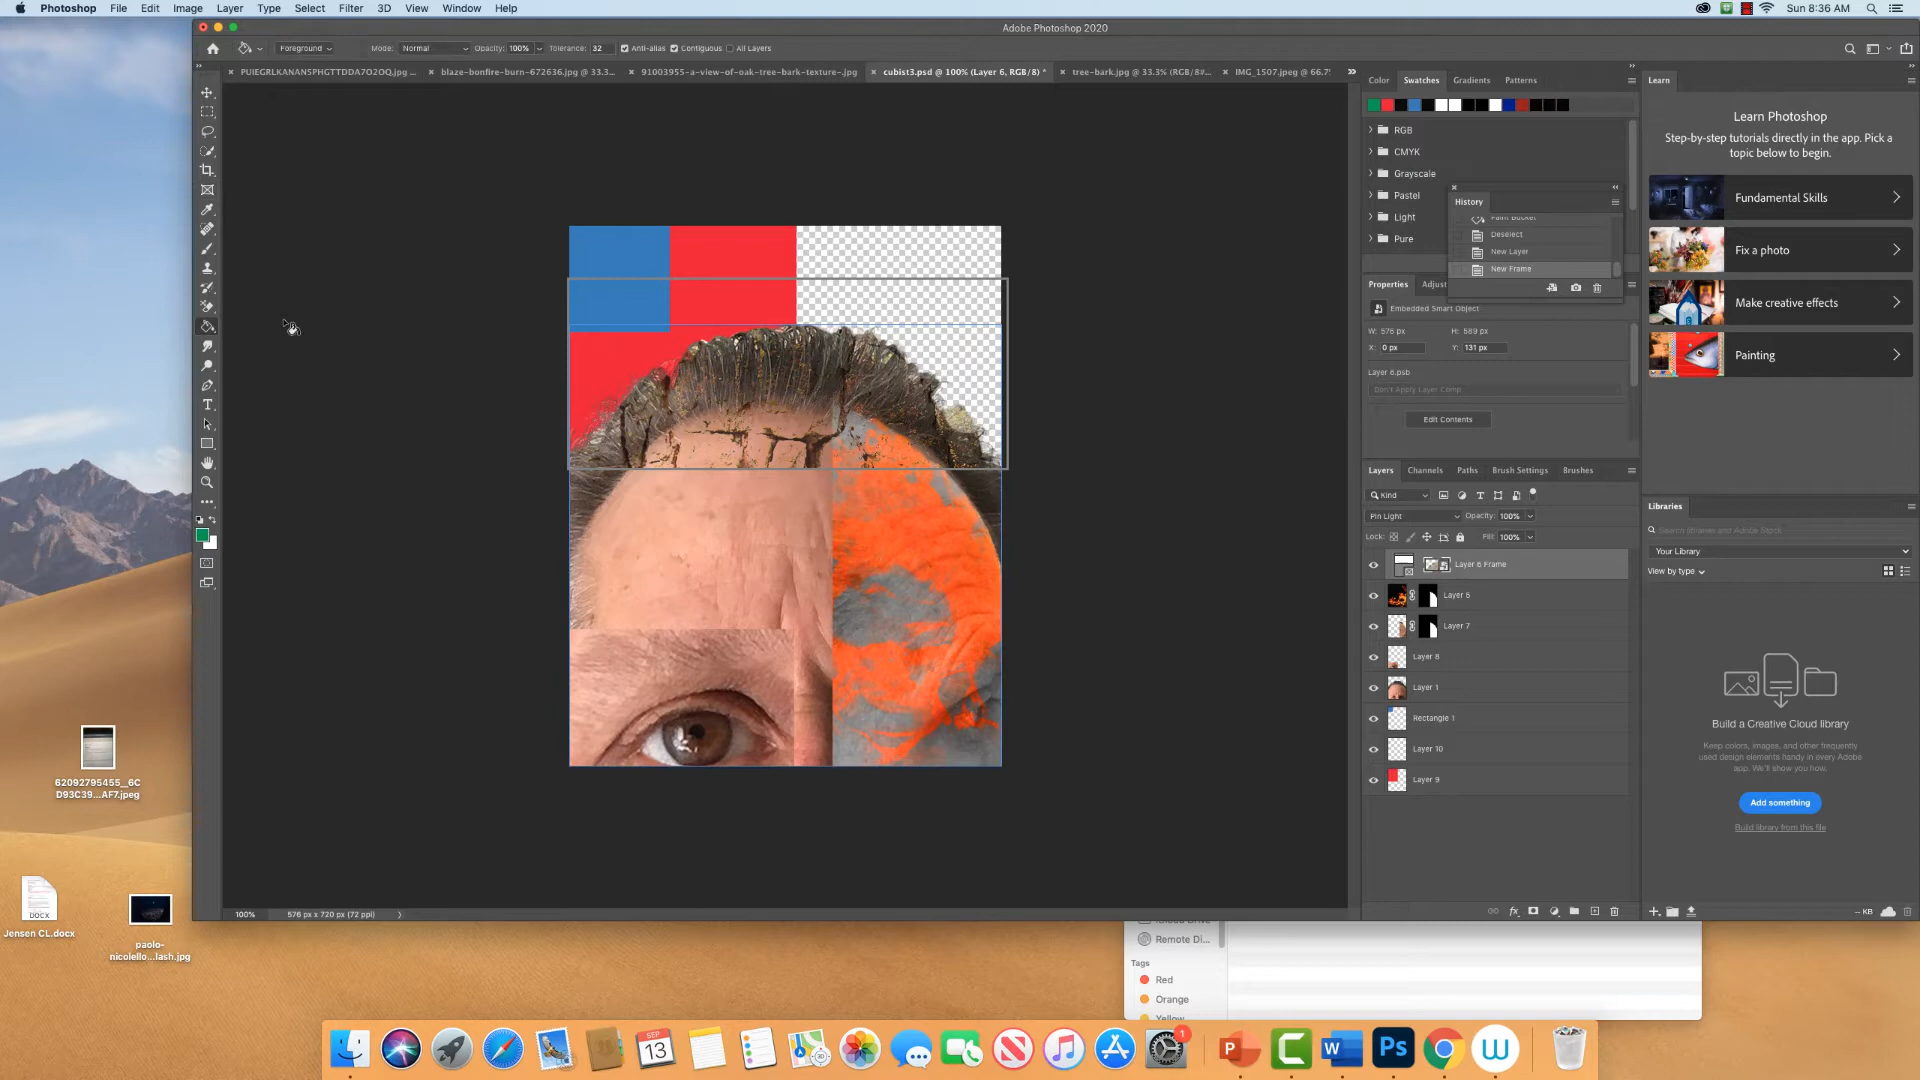 Photoshop File Edit Image Layer Type Select Filter 3D View Window Help Sun 8:36 AM
Adobe Photoshop 2020
Foreground Mode: Normal Opacity: 100% Tolerance: 32 Anti-alias Contiguous All Layers
PUIEGRLKANAN5PHGTTDDA7O2OQ.jpg ... blaze-bonfire-burn-672636.jpg @ 33.3... 91003955-a-view-of-oak-tree-bark-texture-.jpg cubist3.psd @ 100% (Layer 6, RGB/8) * tree-bark.jpg @ 33.3% (RGB/8#... IMG_1507.jpeg @ 66.7%
Color Swatches Gradients Patterns
RGB
CMYK
Grayscale
Pastel
Light
Pure
History
Paint Bucket
Deselect
New Layer
New Frame
Properties Adjust
Embedded Smart Object
W: 576 px H: 589 px
X: 0 px Y: 131 px
Layer 6.psb
Don't Apply Layer Comp
Edit Contents
Layers Channels Paths Brush Settings Brushes
Kind
Pin Light Opacity: 100%
Lock: Fill: 100%
Layer 6 Frame
Layer 5
Layer 7
Layer 8
Layer 1
Rectangle 1
Layer 10
Layer 9
Learn
Learn Photoshop
Step-by-step tutorials directly in the app. Pick a
topic below to begin.
Fundamental Skills
Fix a photo
Make creative effects
Painting
Libraries
Search libraries and Adobe Stock
Your Library
View by type
Build a Creative Cloud library
Keep colors, images, and other frequently
used design elements handy in every Adobe
app. We'll show you how.
Add something
Build library from this file
-- KB
100% 576 px x 720 px (72 ppi)
62092795455__6C
D93C39...AF7.jpeg
DOCX
Jensen CL.docx
paolo-
nicolello...lash.jpg
Remote Di...
Tags
Red
Orange
Yellow
SEP
13
1
P
C
W
Ps
W